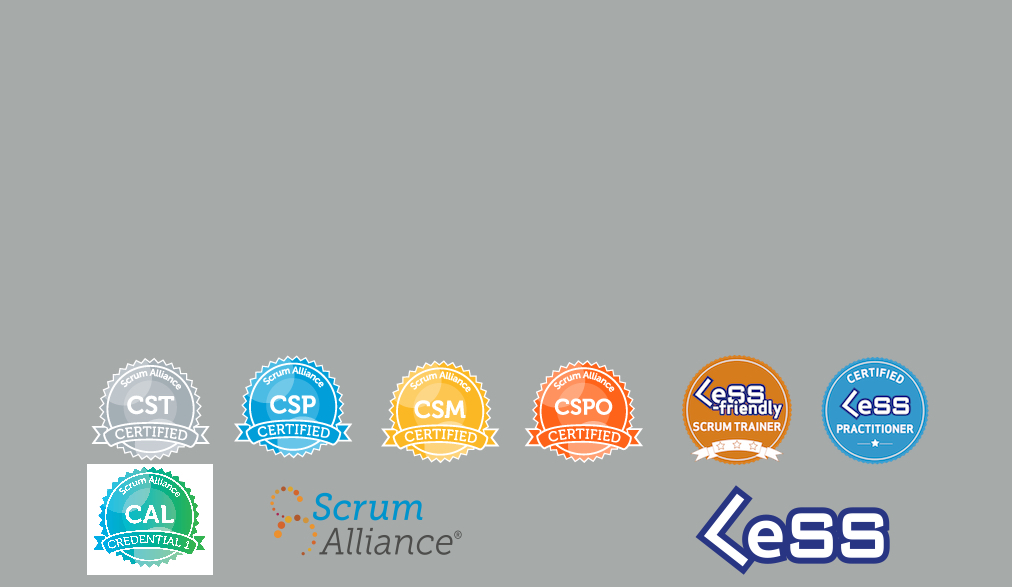 Scrum Alliance
CST
CERTIFIED
Scrum Alliance
CSP
CERTIFIED
Scrum Alliance
CSM
CERTIFIED
Scrum Alliance
CSPO
CERTIFIED
LeSS
-friendly
SCRUM TRAINER
CERTIFIED
LeSS
PRACTITIONER
Scrum Alliance
CAL
CREDENTIAL 1
Scrum
Alliance®
LeSS